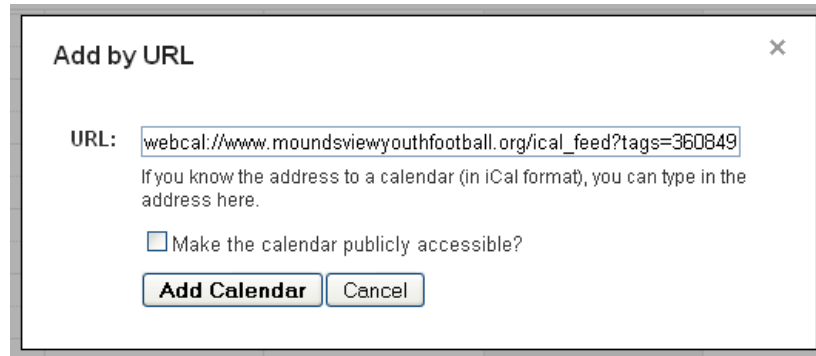 Add by URL
×
URL: webcal://www.moundsviewyouthfootball.org/ical_feed?tags=360849
If you know the address to a calendar (in iCal format), you can type in the
address here.
Make the calendar publicly accessible?
Add Calendar Cancel